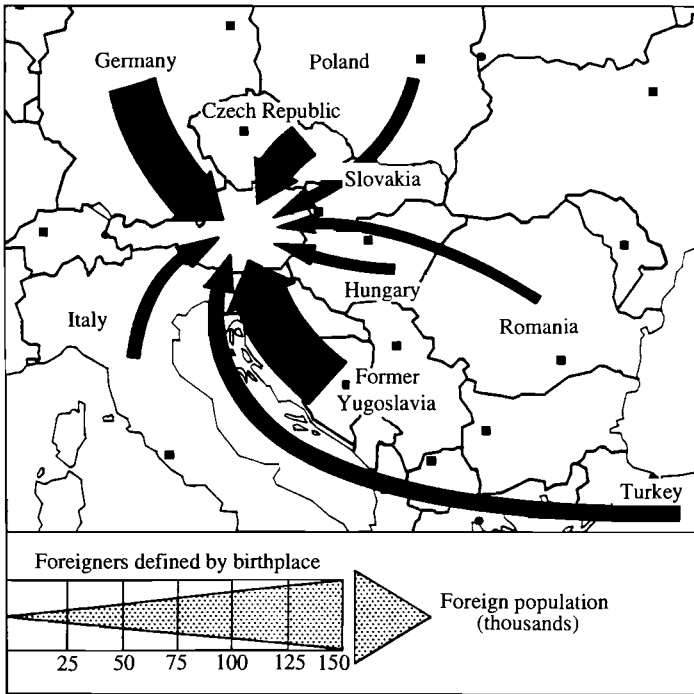 Germany
Poland
Czech Republic
Slovakia
Hungary
Italy
Romania
Former
Yugoslavia
Turkey
Foreigners defined by birthplace
25 50 75 100 125 150
Foreign population
(thousands)